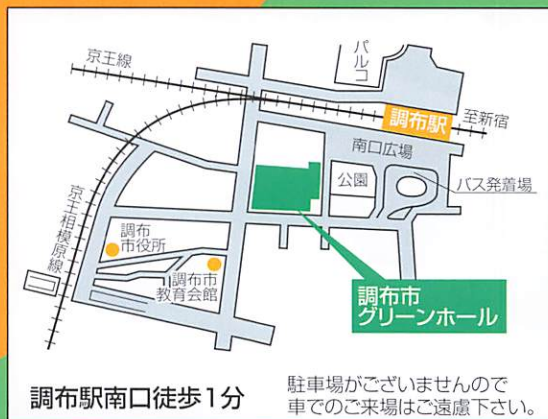 パルコ
京王線
調布駅
至新宿
南口広場
公園
バス発着場
京王相模原線
調布
市役所
調布市
教育会館
調布市
グリーンホール
調布駅南口徒歩1分
駐車場がございませんので
車でのご来場はご遠慮下さい。